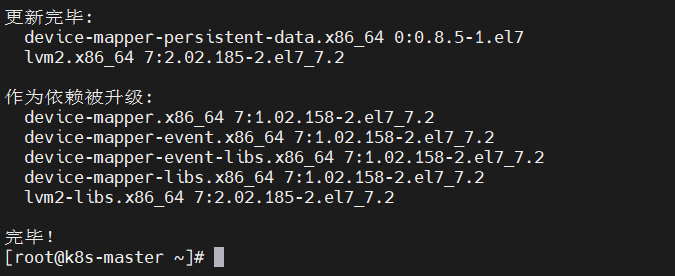 更新完毕:
device-mapper-persistent-data.x86_64 0:0.8.5-1.el7
lvm2.x86_64 7:2.02.185-2.el7_7.2
作为依赖被升级:
device-mapper.x86_64 7:1.02.158-2.el7_7.2
device-mapper-event.x86_64 7:1.02.158-2.el7_7.2
device-mapper-event-libs.x86_64 7:1.02.158-2.el7_7.2
device-mapper-libs.x86_64 7:1.02.158-2.el7_7.2
lvm2-libs.x86_64 7:2.02.185-2.el7_7.2
完毕！
[root@k8s-master ~]#